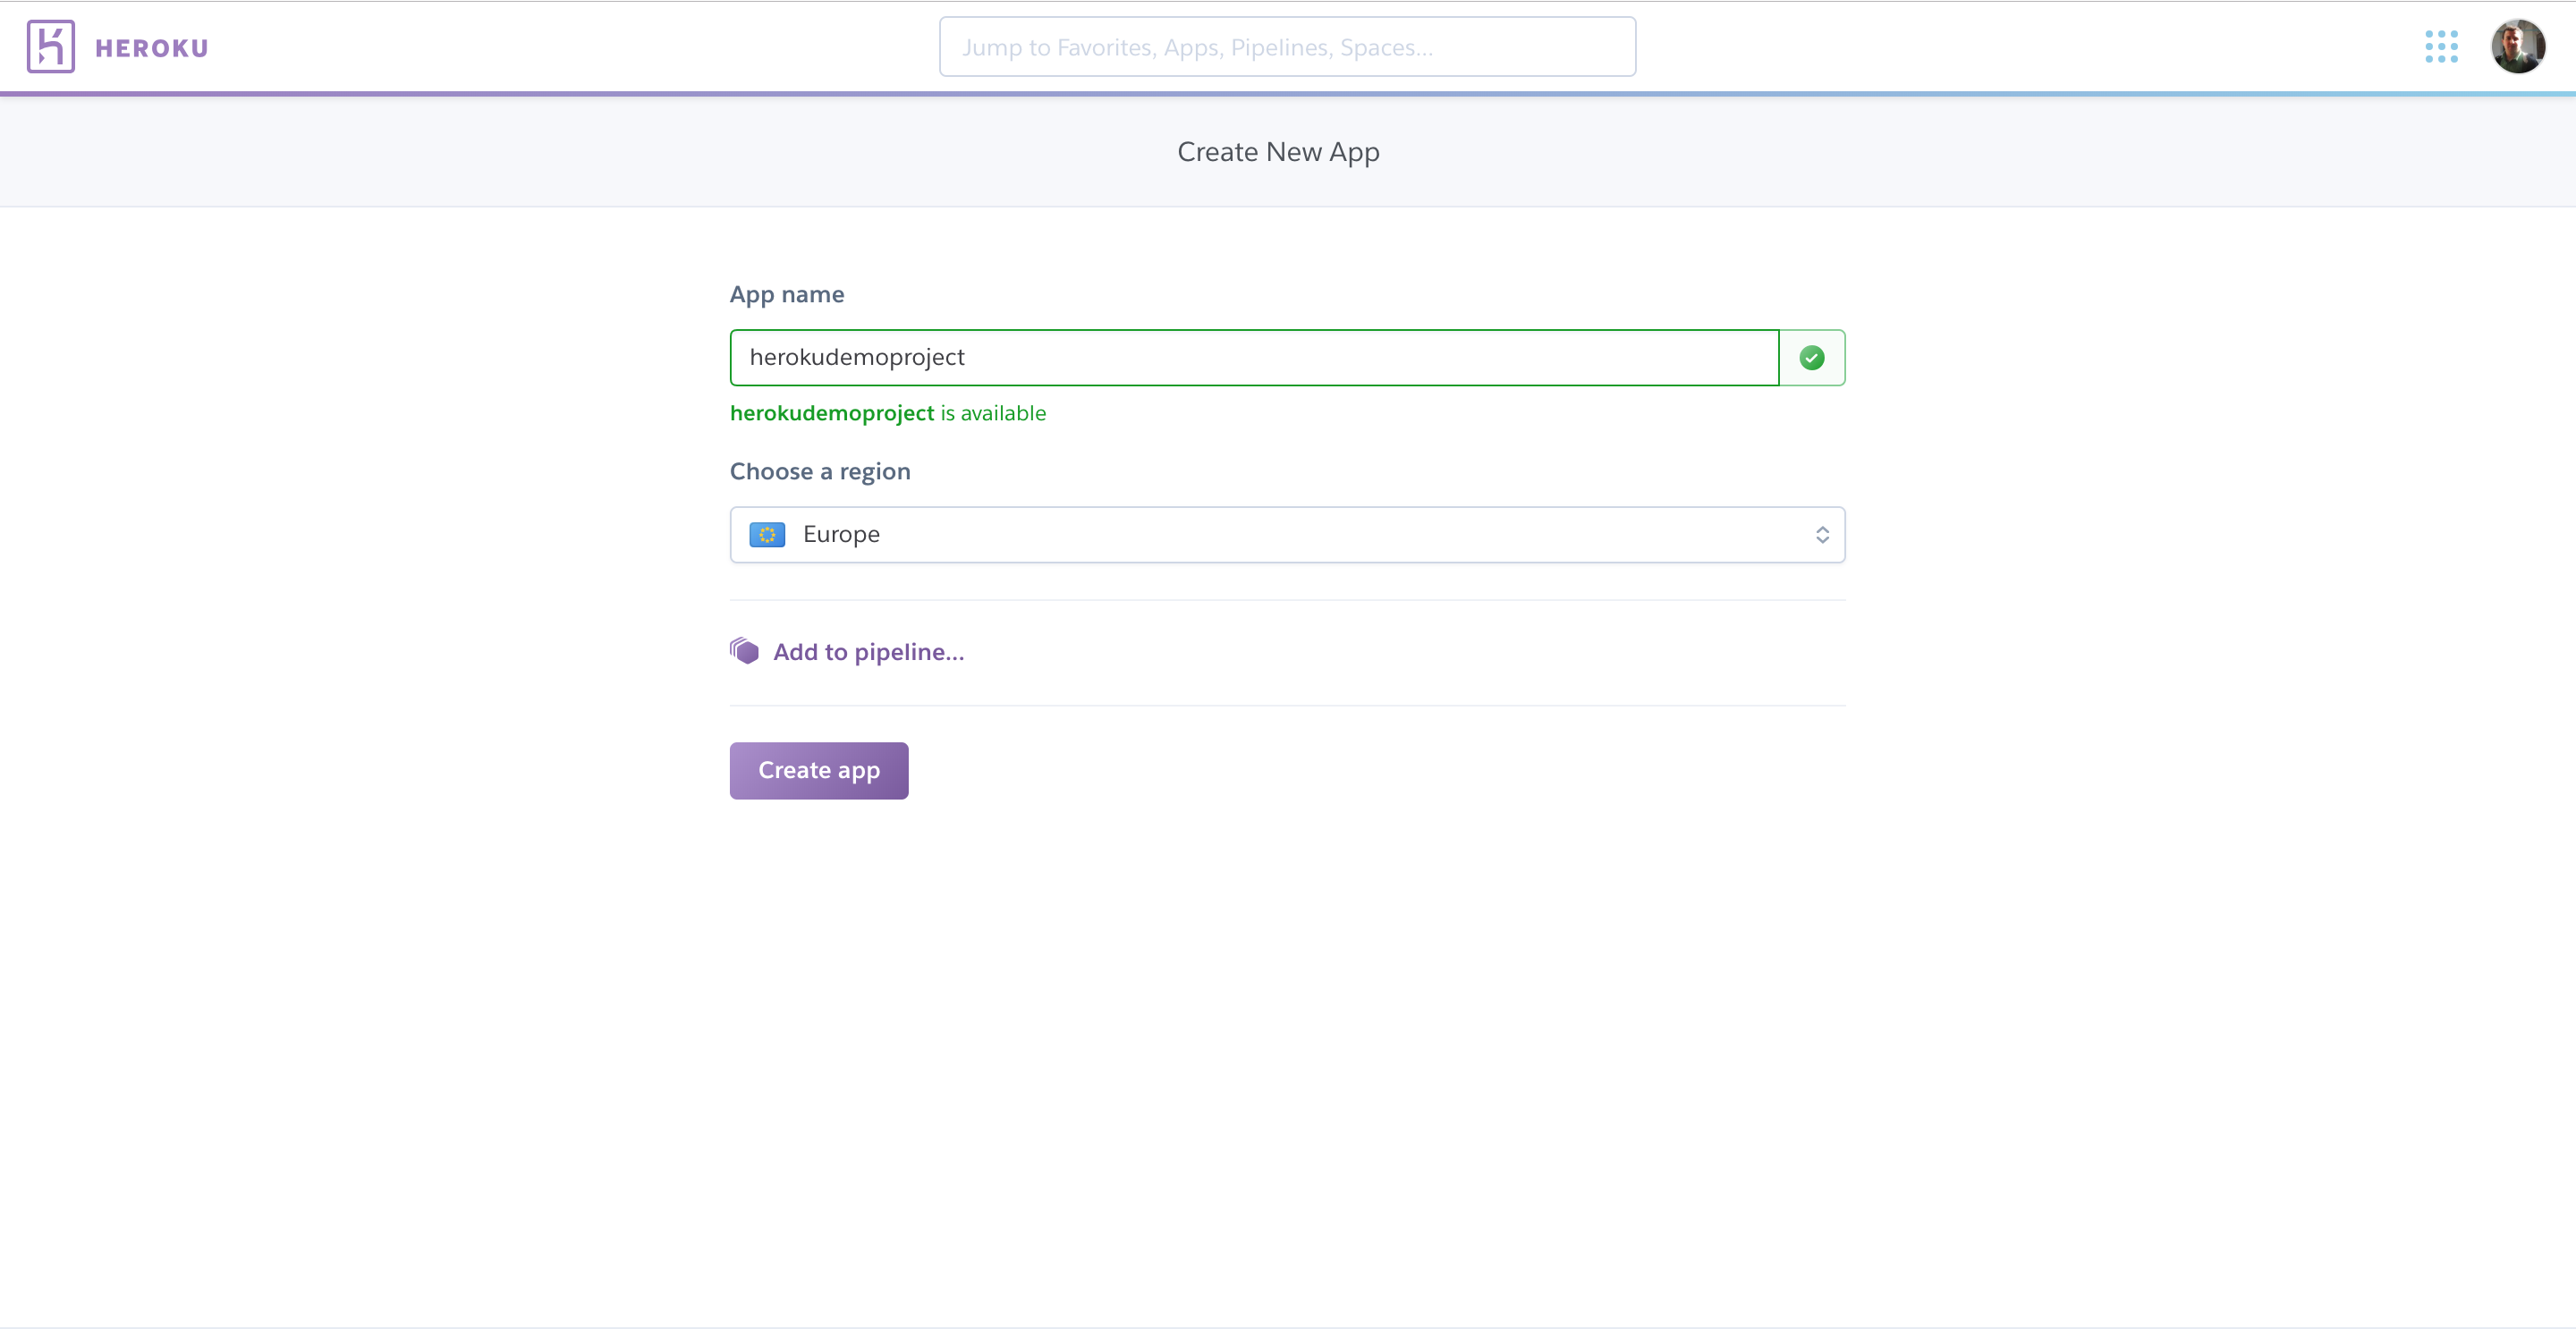 HEROKU
Jump to Favorites, Apps, Pipelines, Spaces...
Create New App
App name
herokudemoproject
herokudemoproject is available
Choose a region
Europe
Add to pipeline...
Create app